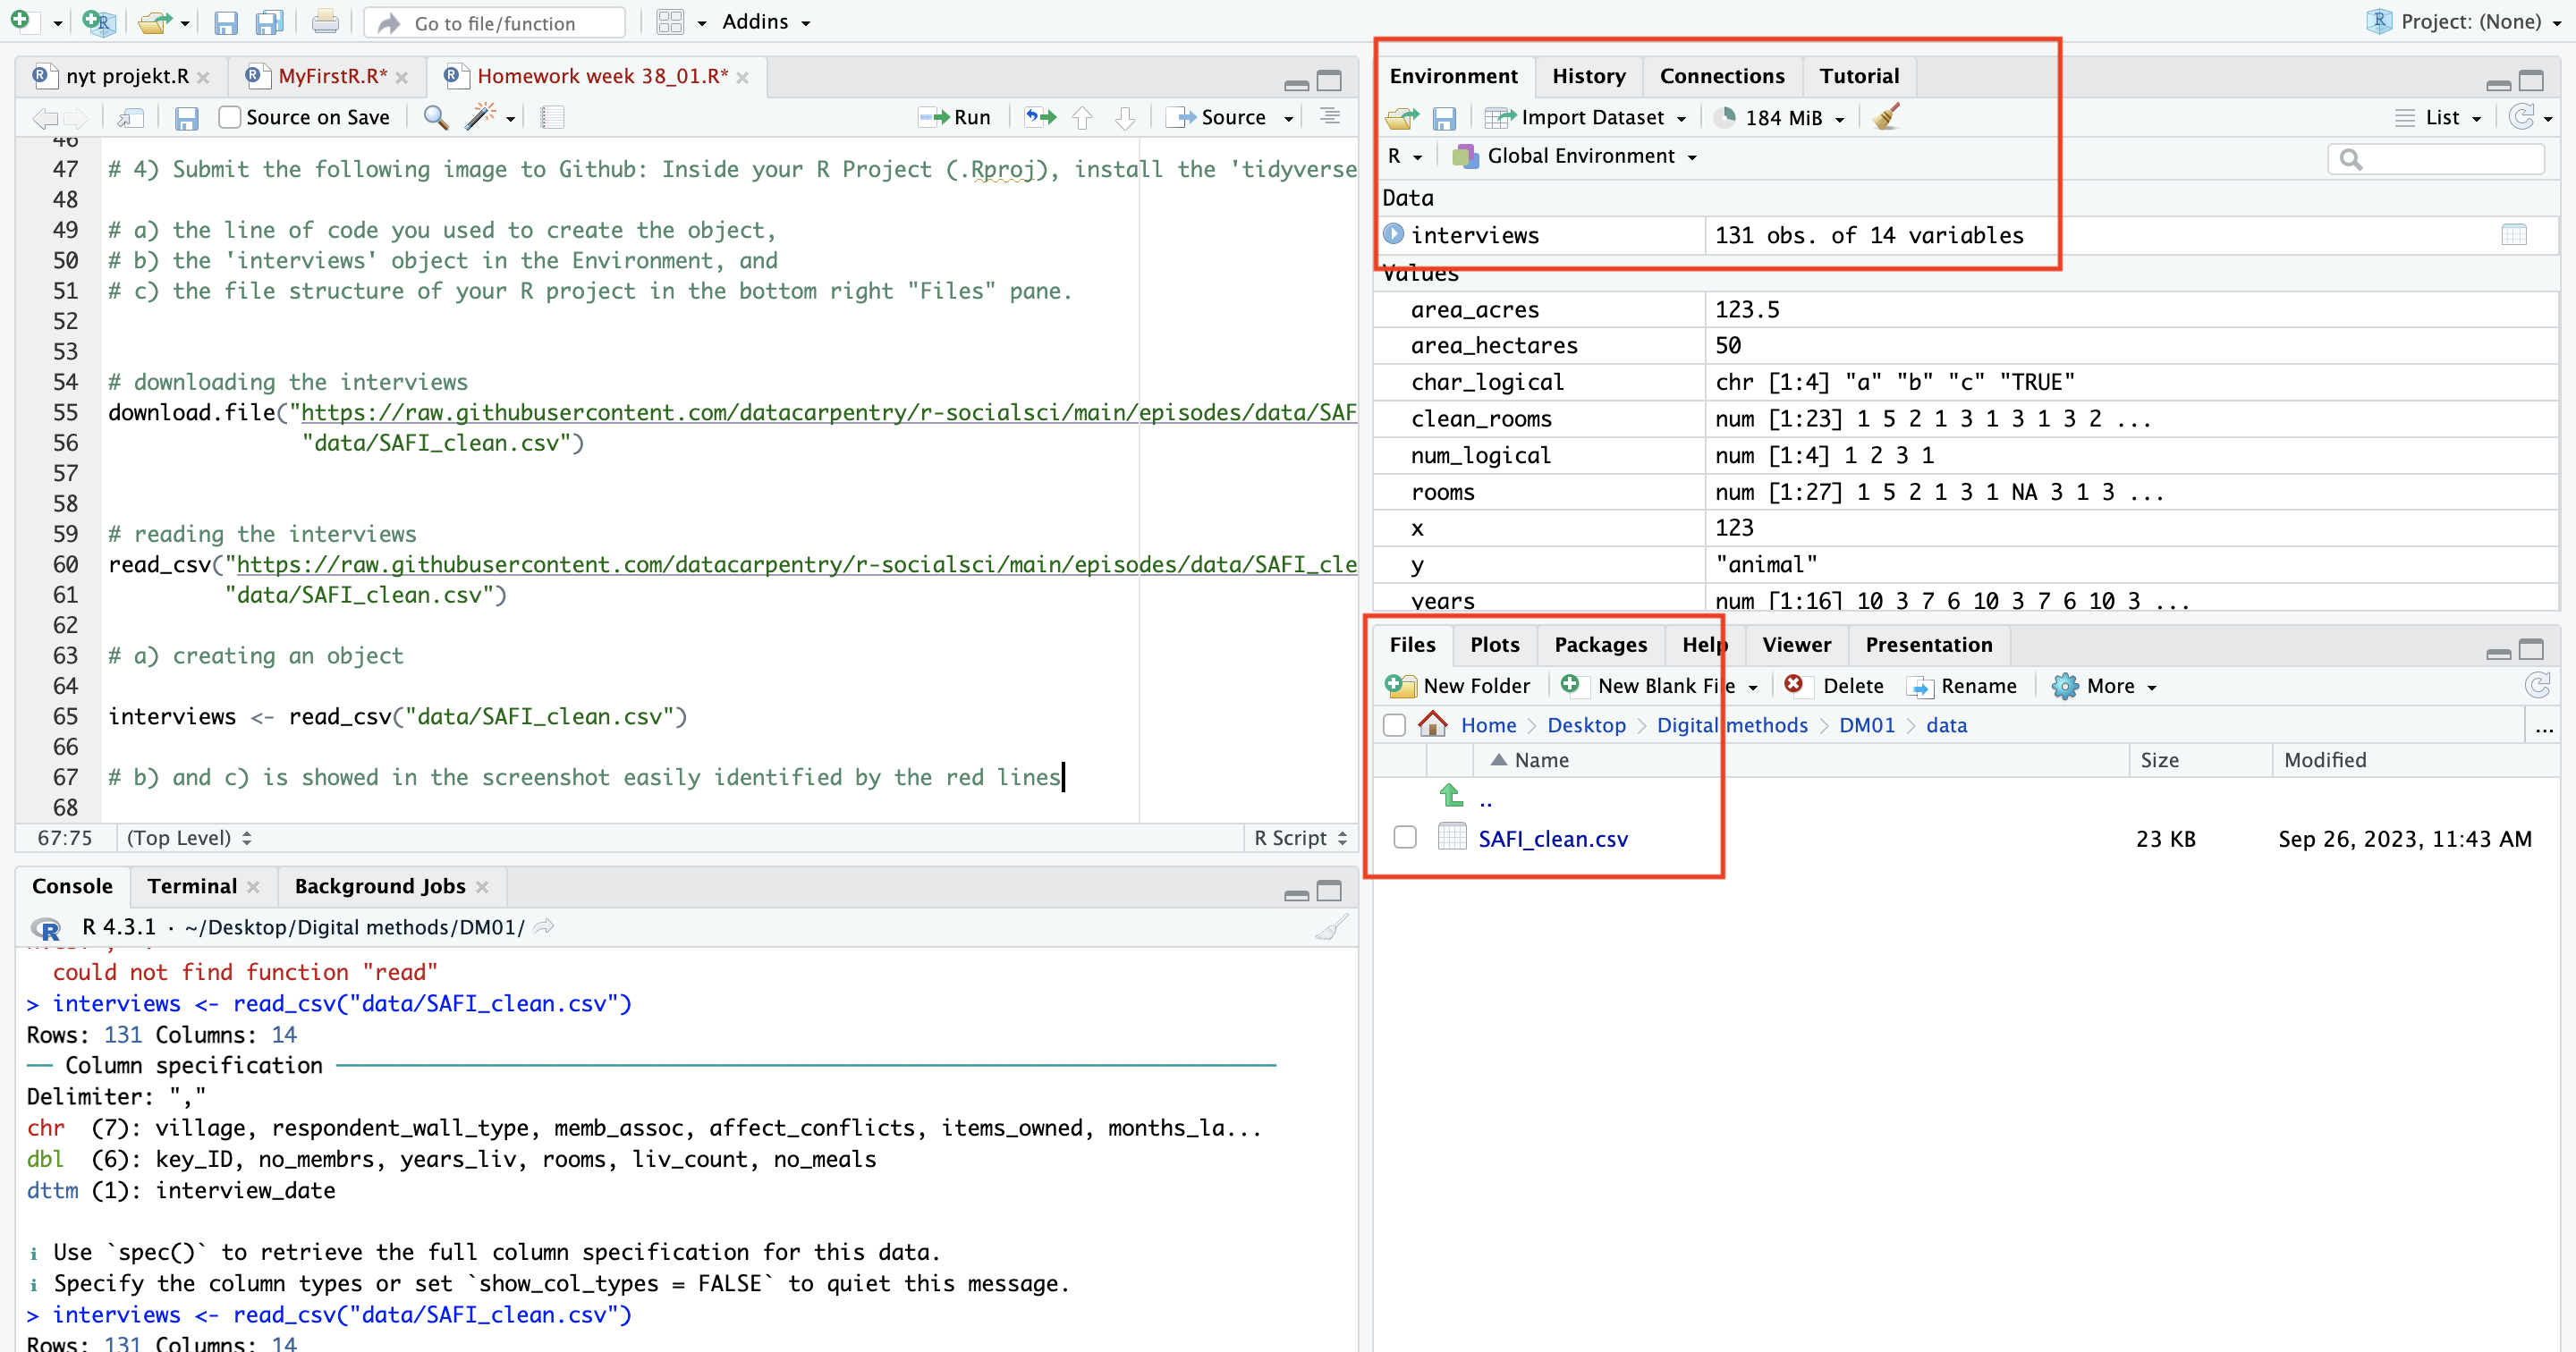 Go to file/function
Addins
Project: (None)
nyt projekt.R
MyFirstR.R*
Homework week 38_01.R*
Source on Save
Run
Source
46
47 # 4) Submit the following image to Github: Inside your R Project (.Rproj), install the 'tidyverse
48
49 # a) the line of code you used to create the object,
50 # b) the 'interviews' object in the Environment, and
51 # c) the file structure of your R project in the bottom right "Files" pane.
52
53
54 # downloading the interviews
55 download.file("https://raw.githubusercontent.com/datacarpentry/r-socialsci/main/episodes/data/SAF
56 "data/SAFI_clean.csv")
57
58
59 # reading the interviews
60 read_csv("https://raw.githubusercontent.com/datacarpentry/r-socialsci/main/episodes/data/SAFI_cle
61 "data/SAFI_clean.csv")
62
63 # a) creating an object
64
65 interviews <- read_csv("data/SAFI_clean.csv")
66
67 # b) and c) is showed in the screenshot easily identified by the red lines
68
67:75 (Top Level) R Script
Console Terminal Background Jobs
R 4.3.1 · ~/Desktop/Digital methods/DM01/
could not find function "read"
> interviews <- read_csv("data/SAFI_clean.csv")
Rows: 131 Columns: 14
── Column specification ──
Delimiter: ","
chr (7): village, respondent_wall_type, memb_assoc, affect_conflicts, items_owned, months_la...
dbl (6): key_ID, no_membrs, years_liv, rooms, liv_count, no_meals
dttm (1): interview_date
ℹ Use `spec()` to retrieve the full column specification for this data.
ℹ Specify the column types or set `show_col_types = FALSE` to quiet this message.
> interviews <- read_csv("data/SAFI_clean.csv")
Rows: 131 Columns: 14
Environment History Connections Tutorial
Import Dataset 184 MiB List
R Global Environment
Data
interviews 131 obs. of 14 variables
Values
area_acres 123.5
area_hectares 50
char_logical chr [1:4] "a" "b" "c" "TRUE"
clean_rooms num [1:23] 1 5 2 1 3 1 3 1 3 2 ...
num_logical num [1:4] 1 2 3 1
rooms num [1:27] 1 5 2 1 3 1 NA 3 1 3 ...
x 123
y "animal"
years num [1:16] 10 3 7 6 10 3 7 6 10 3 ...
Files Plots Packages Help Viewer Presentation
New Folder New Blank File Delete Rename More
Home Desktop Digital methods DM01 data ...
Name Size Modified
..
SAFI_clean.csv 23 KB Sep 26, 2023, 11:43 AM